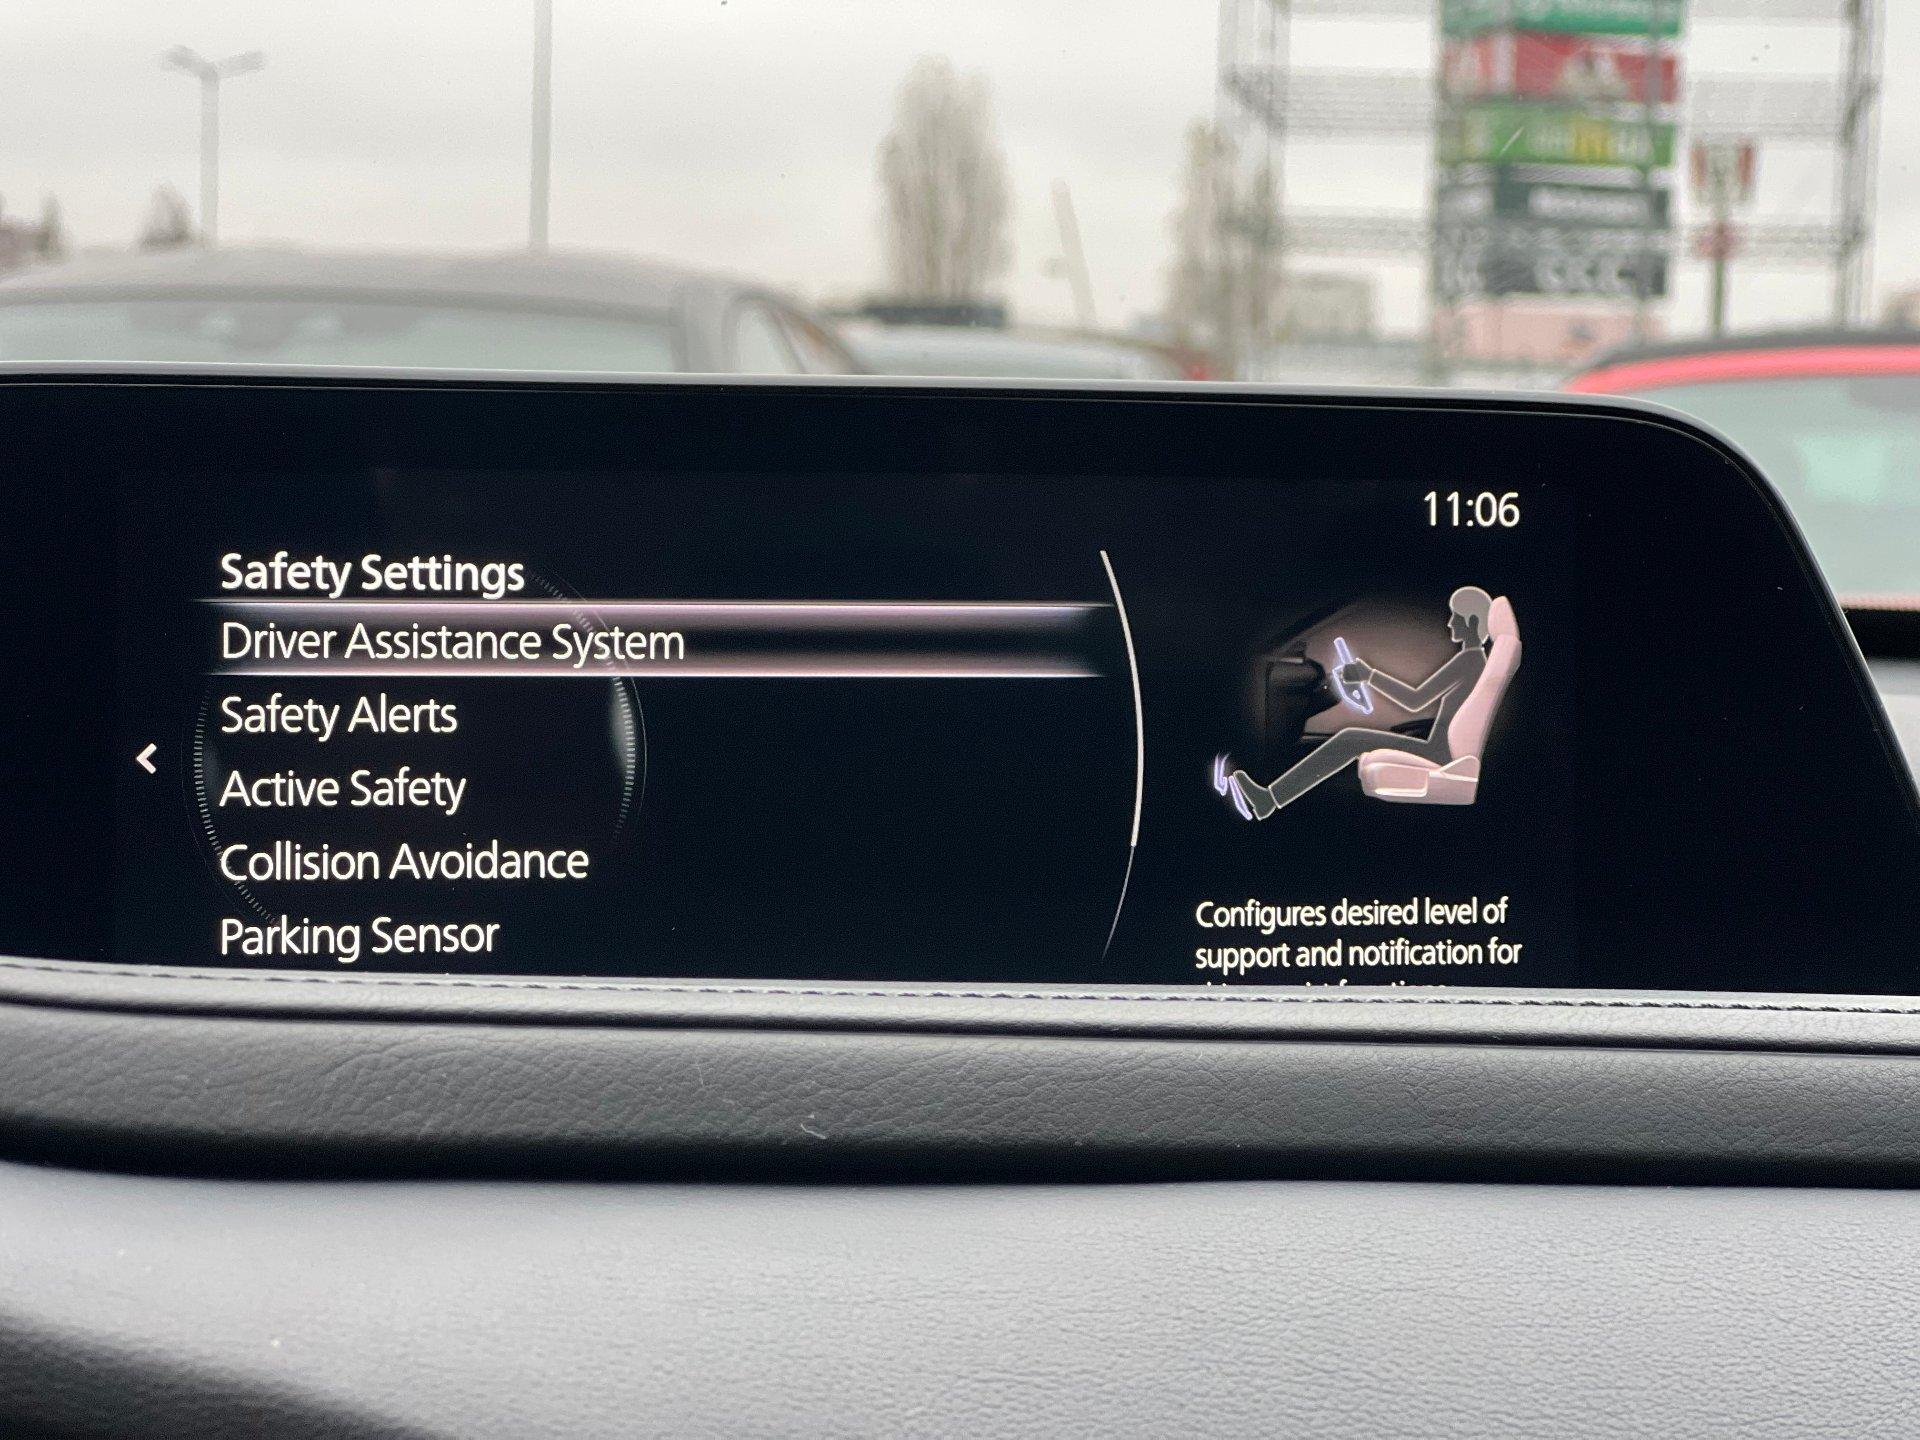 11:06
Safety Settings
Driver Assistance System
Safety Alerts
Active Safety
Collision Avoidance
Parking Sensor
Configures desired level of
support and notification for